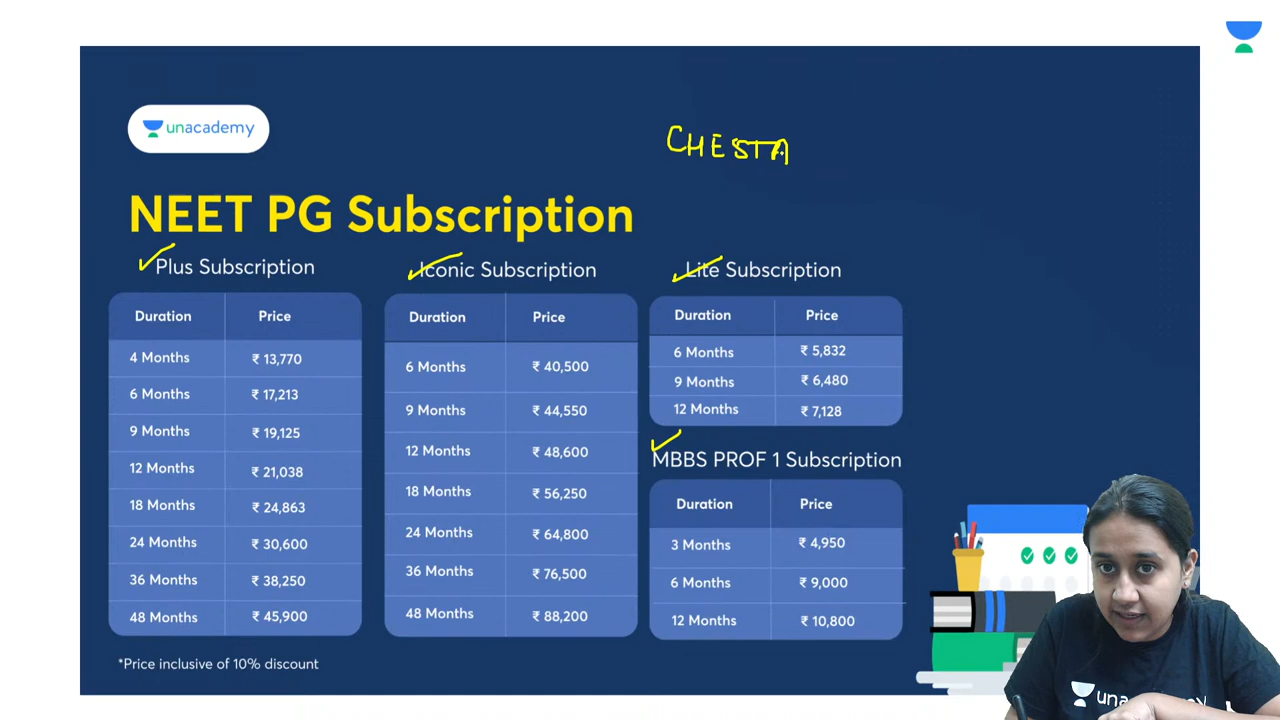 unacademy
CHESTA
NEET PG Subscription
Plus Subscription
Duration Price
4 Months ₹ 13,770
6 Months ₹ 17,213
9 Months ₹ 19,125
12 Months ₹ 21,038
18 Months ₹ 24,863
24 Months ₹ 30,600
36 Months ₹ 38,250
48 Months ₹ 45,900
*Price inclusive of 10% discount
Iconic Subscription
Duration Price
6 Months ₹ 40,500
9 Months ₹ 44,550
12 Months ₹ 48,600
18 Months ₹ 56,250
24 Months ₹ 64,800
36 Months ₹ 76,500
48 Months ₹ 88,200
Lite Subscription
Duration Price
6 Months ₹ 5,832
9 Months ₹ 6,480
12 Months ₹ 7,128
MBBS PROF 1 Subscription
Duration Price
3 Months ₹ 4,950
6 Months ₹ 9,000
12 Months ₹ 10,800
unacademy